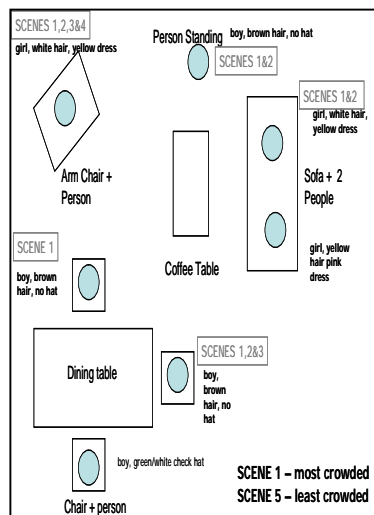 SCENES 1,2,3&4
girl, white hair, yellow dress
Person Standing
boy, brown hair, no hat
SCENES 1&2
SCENES 1&2
girl, white hair,
yellow dress
Arm Chair +
Person
Sofa + 2
People
girl, yellow
hair pink
dress
Coffee Table
SCENE 1
boy, brown
hair, no hat
Dining table
SCENES 1,2&3
boy,
brown
hair, no
hat
boy, green/white check hat
Chair + person
SCENE 1 – most crowded
SCENE 5 – least crowded